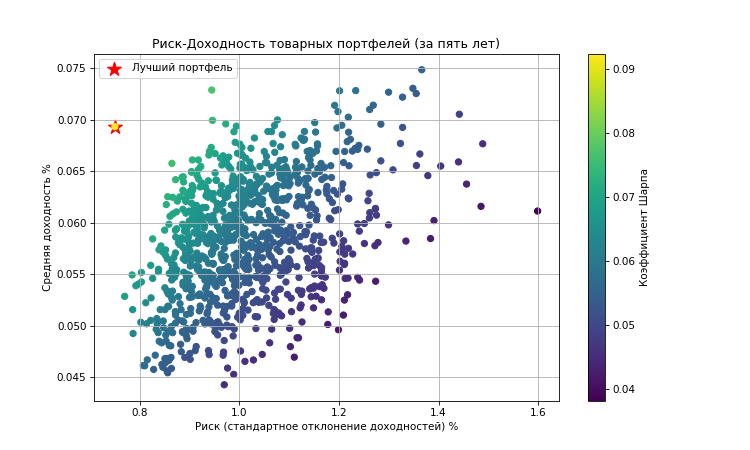 Риск-Доходность товарных портфелей (за пять лет)
Лучший портфель
Средняя доходность %
0.075
0.070
0.065
0.060
0.055
0.050
0.045
0.8 1.0 1.2 1.4 1.6
Риск (стандартное отклонение доходностей) %
0.09
0.08
0.07
0.06
0.05
0.04
Коэффициент Шарпа